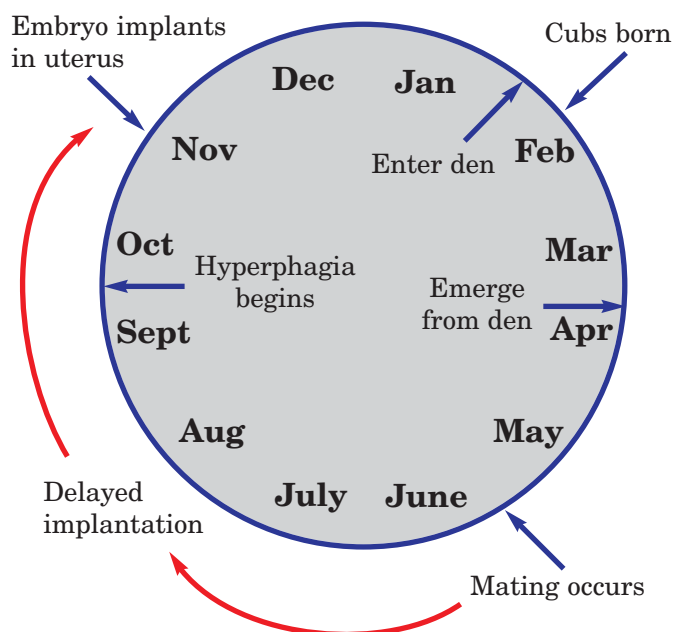 Embryo implants
in uterus
Cubs born
Dec
Jan
Nov
Enter den
Feb
Oct
Mar
Hyperphagia
begins
Emerge
from den
Sept
Apr
Aug
May
July
June
Delayed
implantation
Mating occurs